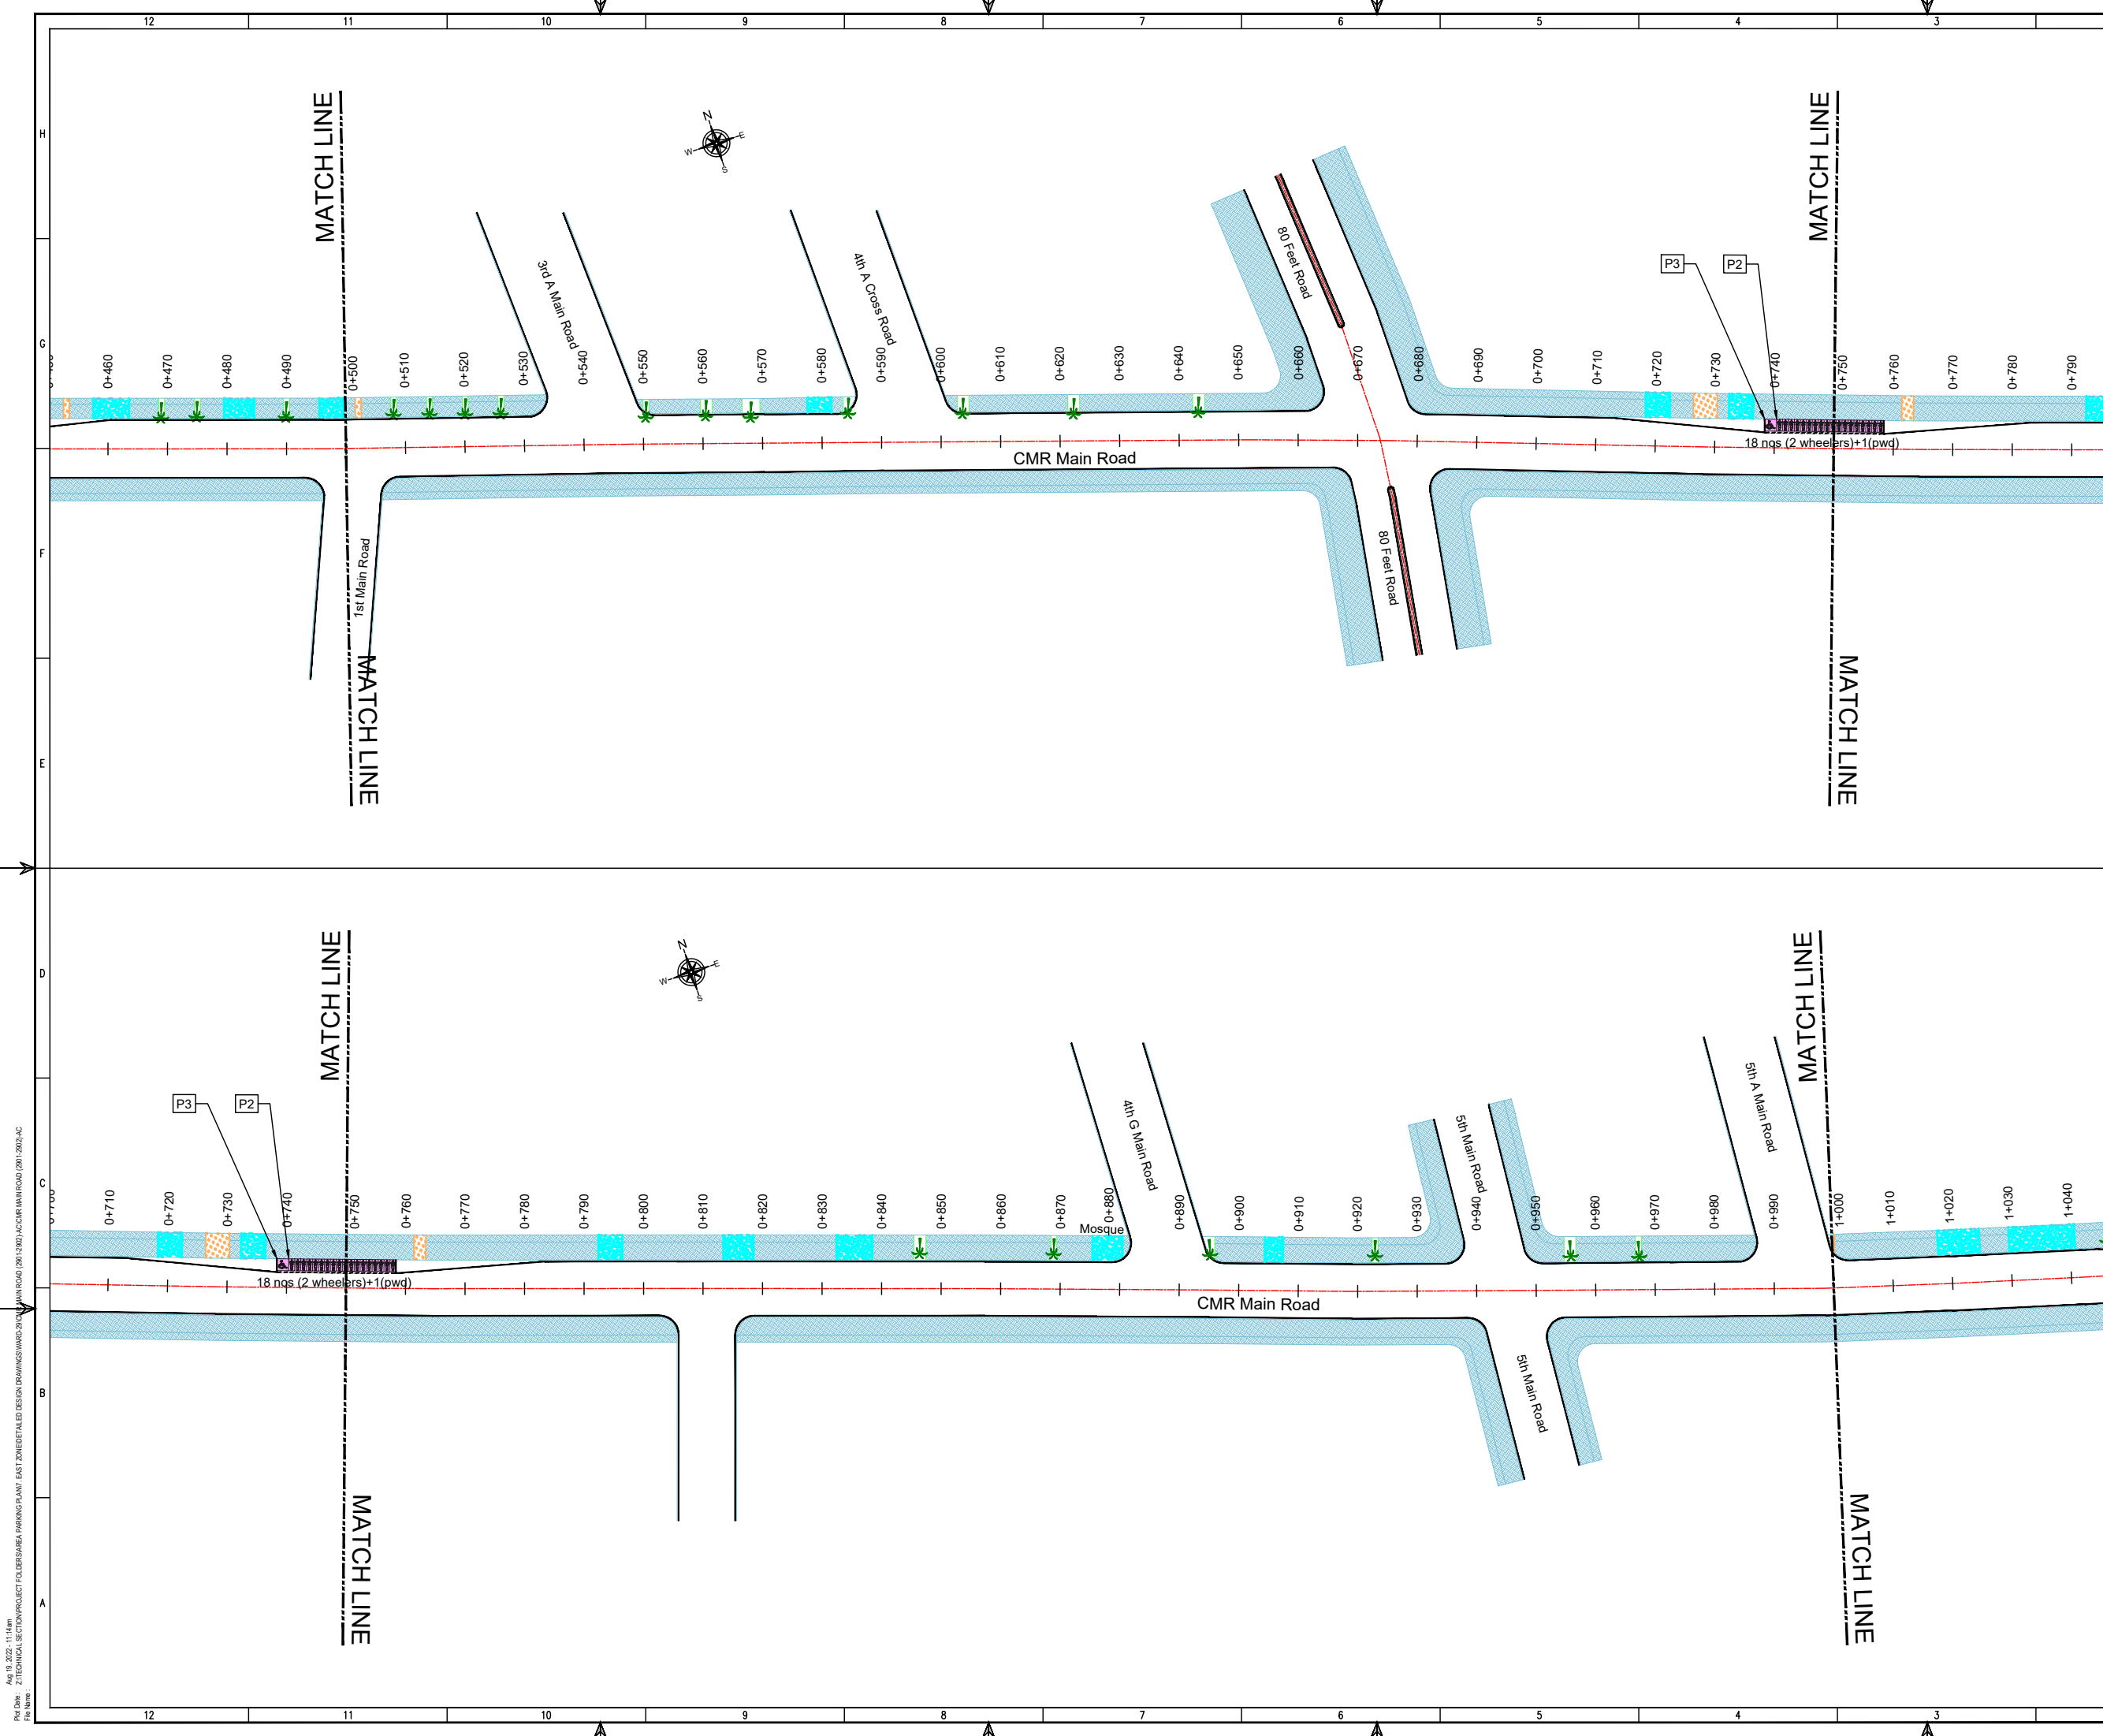 12 11 10 9 8 7 6 5 4 3
H
MATCH LINE
MATCH LINE
N
E
W
S
G
3rd A Main Road
4th A Cross Road
80 Feet Road
P3
P2
0+460 0+470 0+480 0+490 0+500 0+510 0+520 0+530 0+540 0+550 0+560 0+570 0+580 0+590 0+600 0+610 0+620 0+630 0+640 0+650 0+660 0+670 0+680 0+690 0+700 0+710 0+720 0+730 0+740 0+750 0+760 0+770 0+780 0+790
18 nos (2 wheelers)+1(pwd)
CMR Main Road
F
1st Main Road
80 Feet Road
MATCH LINE
MATCH LINE
E
D
MATCH LINE
MATCH LINE
N
E
W
S
C
P3
P2
4th G Main Road
5th Main Road
5th A Main Road
0+710 0+720 0+730 0+740 0+750 0+760 0+770 0+780 0+790 0+800 0+810 0+820 0+830 0+840 0+850 0+860 0+870 0+880 0+890 0+900 0+910 0+920 0+930 0+940 0+950 0+960 0+970 0+980 0+990 1+000 1+010 1+020 1+030 1+040
Mosque
18 nos (2 wheelers)+1(pwd)
CMR Main Road
B
5th Main Road
MATCH LINE
MATCH LINE
A
Plot Date : Aug 19, 2022 - 11:14am
File Name :
12 11 10 9 8 7 6 5 4 3